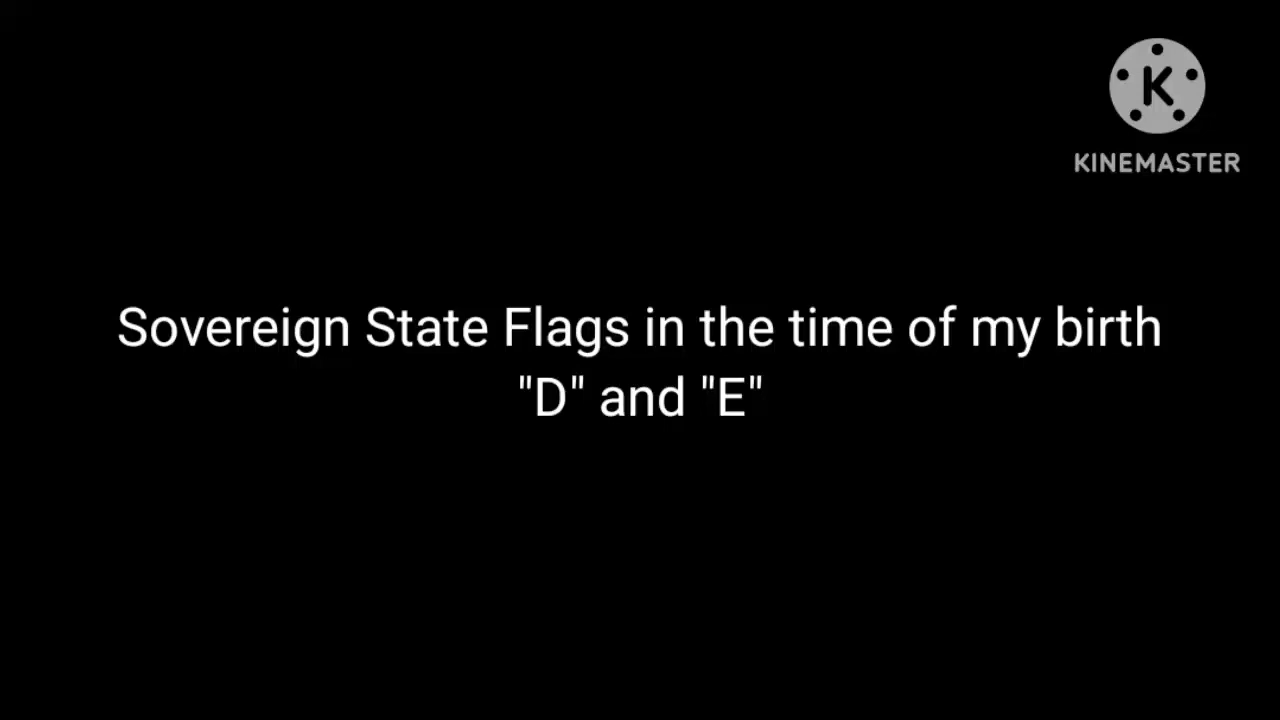 K
KINEMASTER
Sovereign State Flags in the time of my birth
"D" and "E"